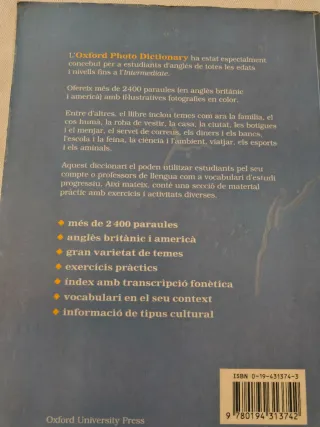 L'Oxford Photo Dictionary ha estat especialment
concebut per a estudiants d'anglès de totes les edats
i nivells fins a l'Intermediate.
Ofereix més de 2400 paraules (en anglès britànic
i americà) amb il·lustratives fotografies en color.
Entre d'altres, el llibre inclou temes com ara la família, el
cos humà, la roba de vestir, la casa, la ciutat, les botigues
i el menjar, el servei de correus, els diners i els bancs,
l'escola i la feina, la ciència i l'ambient, viatjar, els esports
i els animals.
Aquest diccionari el poden utilitzar estudiants pel seu
compte o professors de llengua com a vocabulari d'estudi
progressiu. Així mateix, conté una secció de material
pràctic amb exercicis i activitats diverses.
◆ més de 2 400 paraules
◆ anglès britànic i americà
◆ gran varietat de temes
◆ exercicis pràctics
◆ índex amb transcripció fonètica
◆ vocabulari en el seu context
◆ informació de tipus cultural
ISBN 0-19-431374-3
9 780194 313742
Oxford University Press